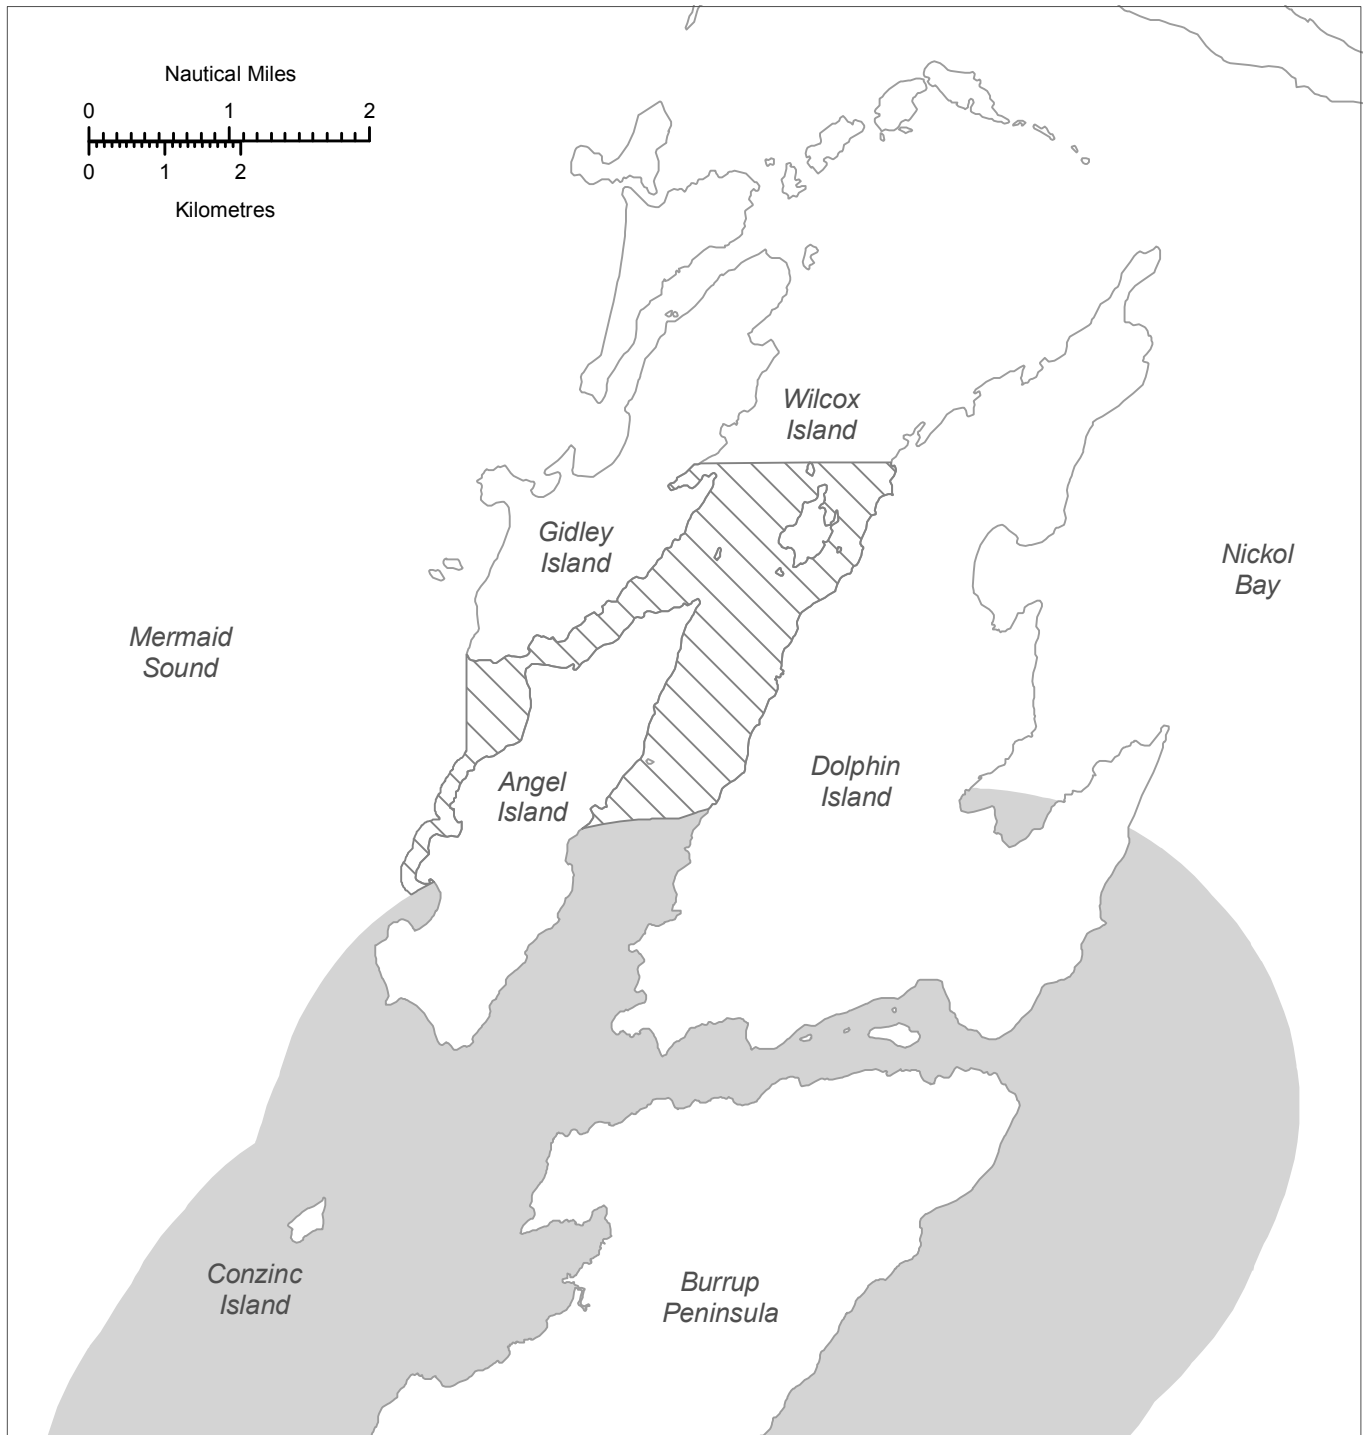 Nautical Miles
0 1 2
0 1 2
Kilometres
Wilcox
Island
Gidley
Island
Nickol
Bay
Mermaid
Sound
Dolphin
Island
Angel
Island
Conzinc
Island
Burrup
Peninsula